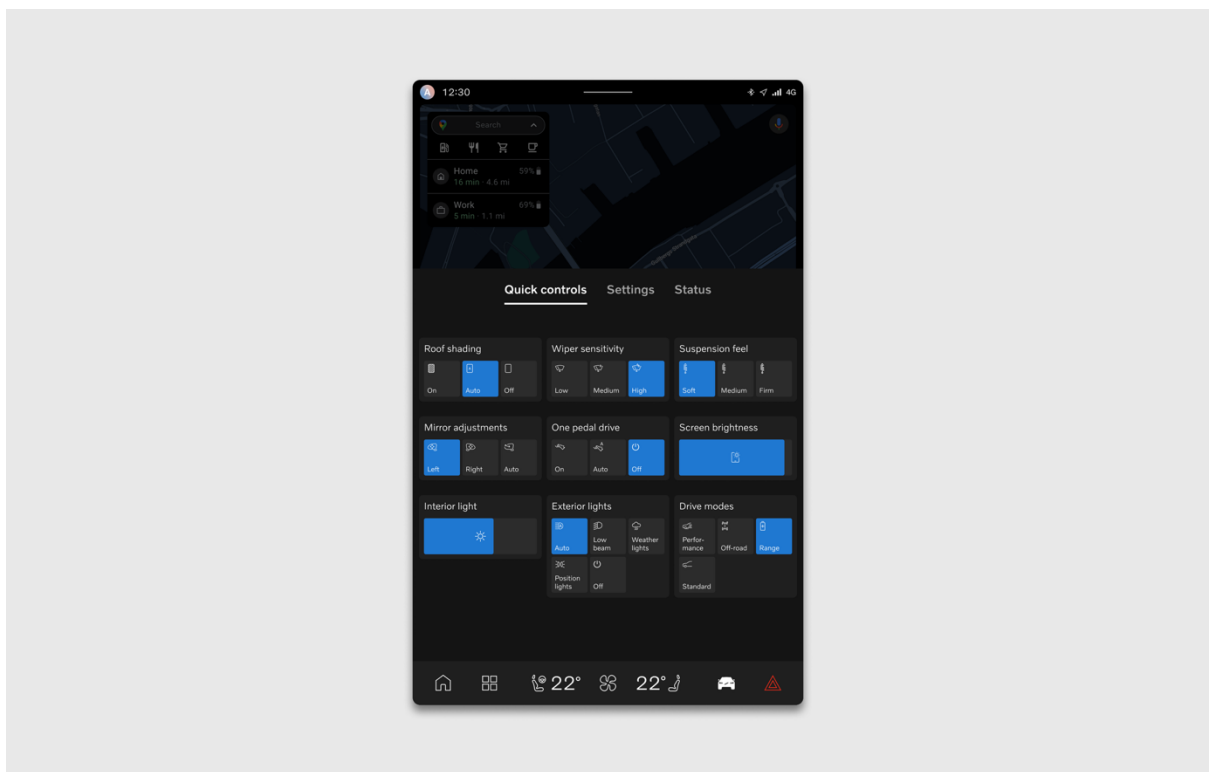 A 12:30 4G
Search
Home 59%
16 min · 4.6 mi
Work 69%
5 min · 1.1 mi
Quick controls Settings Status
Roof shading
On Auto Off
Wiper sensitivity
Low Medium High
Suspension feel
Soft Medium Firm
Mirror adjustments
Left Right Auto
One pedal drive
On Auto Off
Screen brightness
Interior light
Exterior lights
Auto
Low
beam
Weather
lights
Position
lights
Off
Drive modes
Perfor-
mance
Off-road
Range
Standard
22° 22°